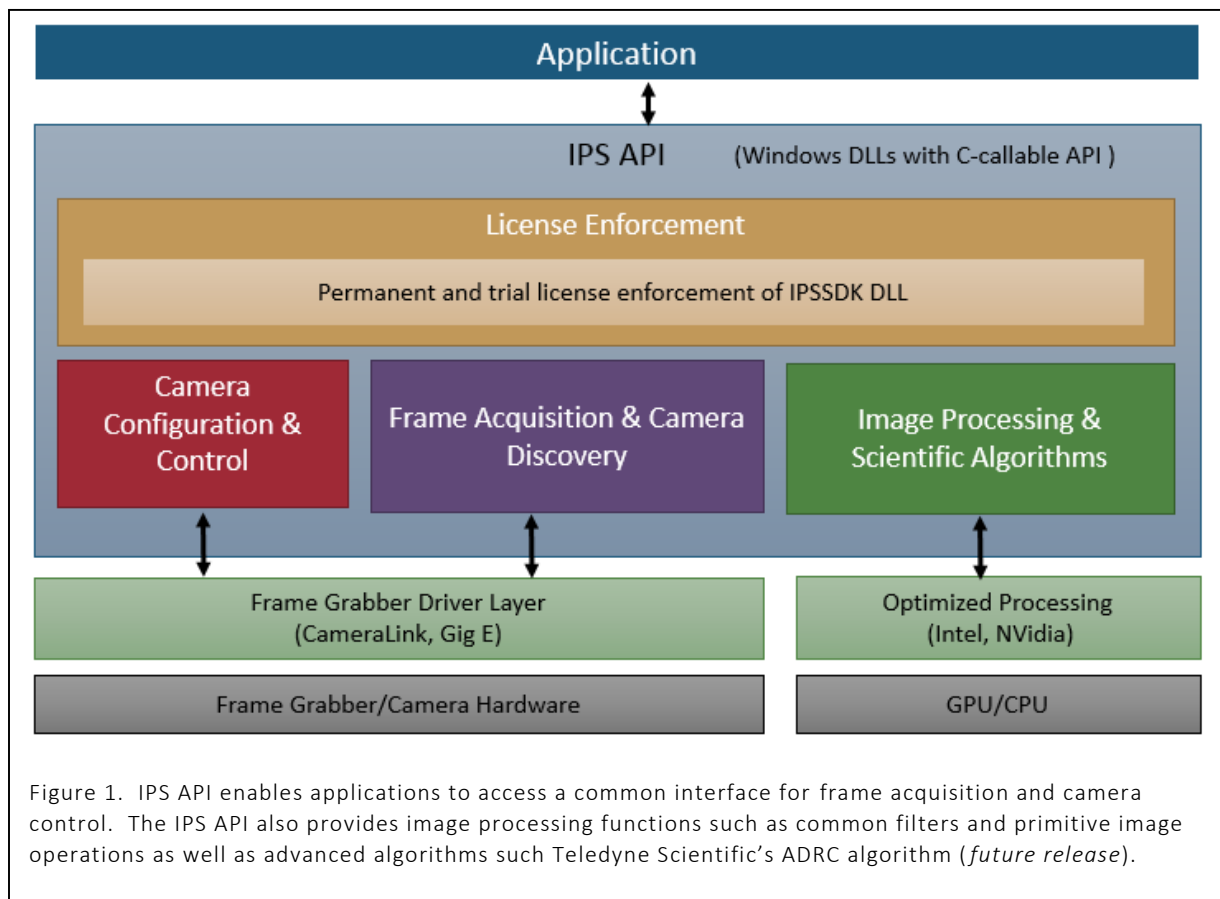 Application
IPS API (Windows DLLs with C-callable API )
License Enforcement
Permanent and trial license enforcement of IPSSDK DLL
Camera
Configuration &
Control
Frame Acquisition & Camera
Discovery
Image Processing &
Scientific Algorithms
Frame Grabber Driver Layer
(CameraLink, Gig E)
Optimized Processing
(Intel, NVidia)
Frame Grabber/Camera Hardware
GPU/CPU
Figure 1. IPS API enables applications to access a common interface for frame acquisition and camera
control. The IPS API also provides image processing functions such as common filters and primitive image
operations as well as advanced algorithms such Teledyne Scientific's ADRC algorithm (future release).